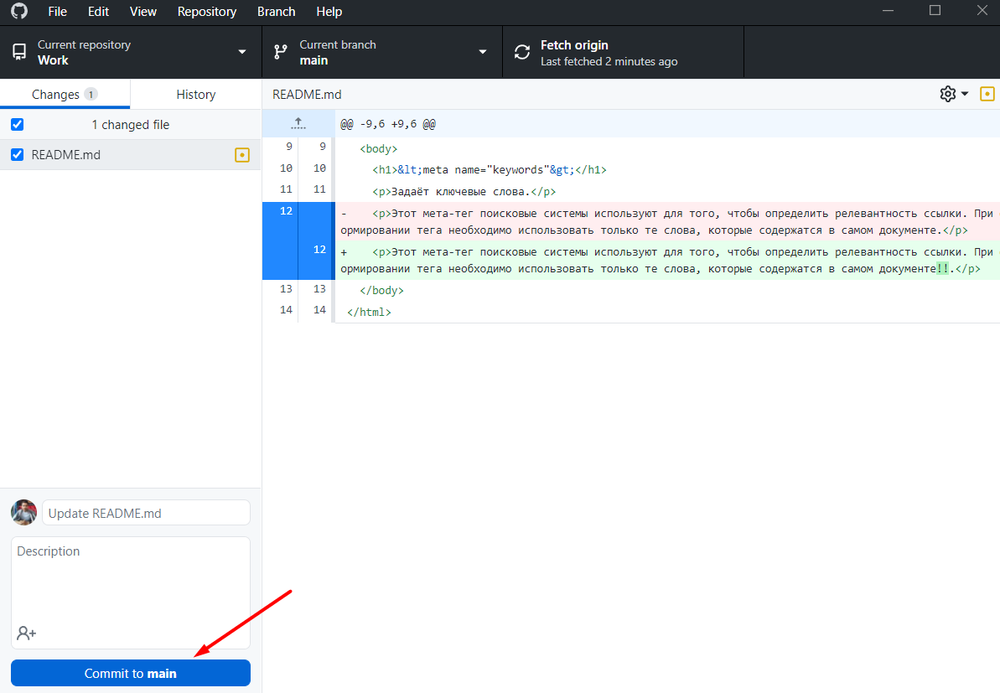 File Edit View Repository Branch Help
Current repository
Work
Current branch
main
Fetch origin
Last fetched 2 minutes ago
Changes 1
History
README.md
1 changed file
README.md
@@ -9,6 +9,6 @@
9 9 <body>
10 10 <h1>&lt;meta name="keywords"&gt;</h1>
11 11 <p>Задаёт ключевые слова.</p>
12 - <p>Этот мета-тег поисковые системы используют для того, чтобы определить релевантность ссылки. При
ормировании тега необходимо использовать только те слова, которые содержатся в самом документе.</p>
12 + <p>Этот мета-тег поисковые системы используют для того, чтобы определить релевантность ссылки. При
ормировании тега необходимо использовать только те слова, которые содержатся в самом документе!!.</p>
13 13 </body>
14 14 </html>
Update README.md
Description
Commit to main